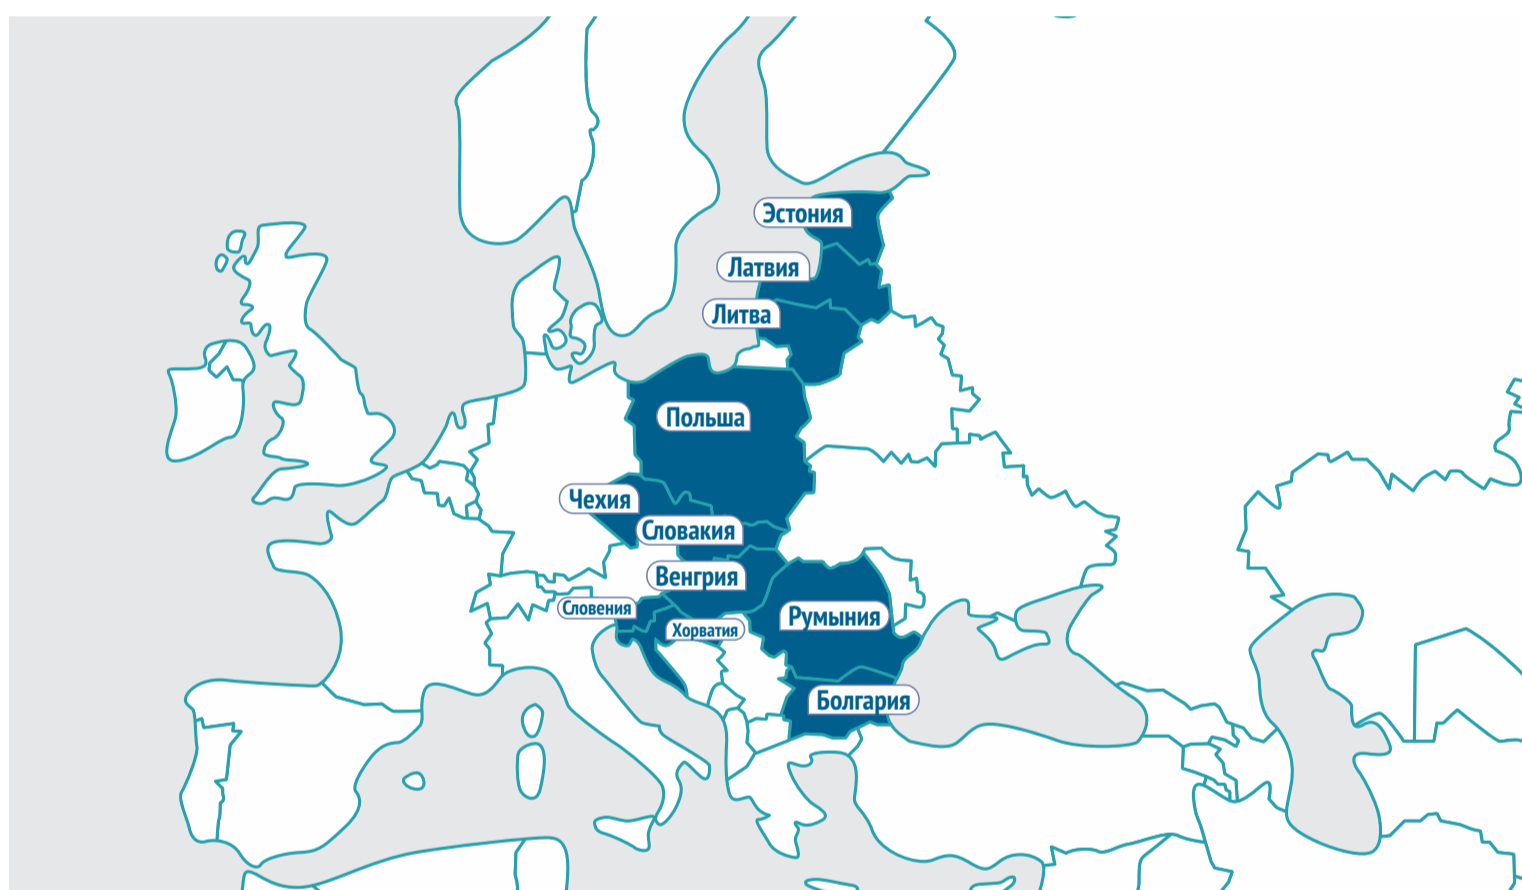 Эстония
Латвия
Литва
Польша
Чехия
Словакия
Венгрия
Словения
Румыния
Хорватия
Болгария